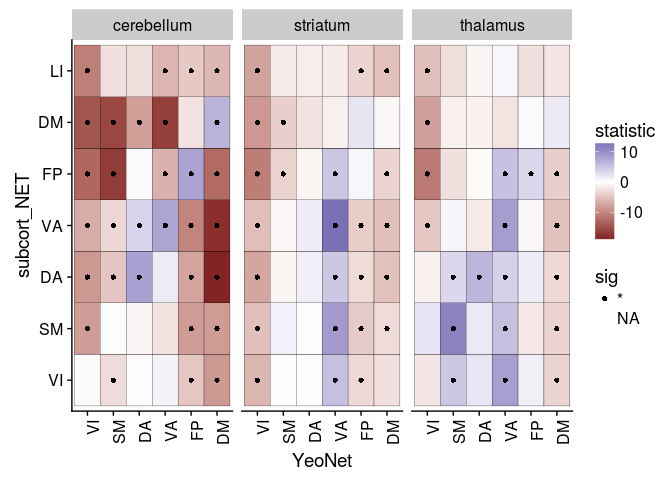 cerebellum striatum thalamus
LI
DM
FP
VA
DA
SM
VI
subcort_NET
VI SM DA VA FP DM VI SM DA VA FP DM VI SM DA VA FP DM
YeoNet
statistic
10
0
-10
sig
*
NA